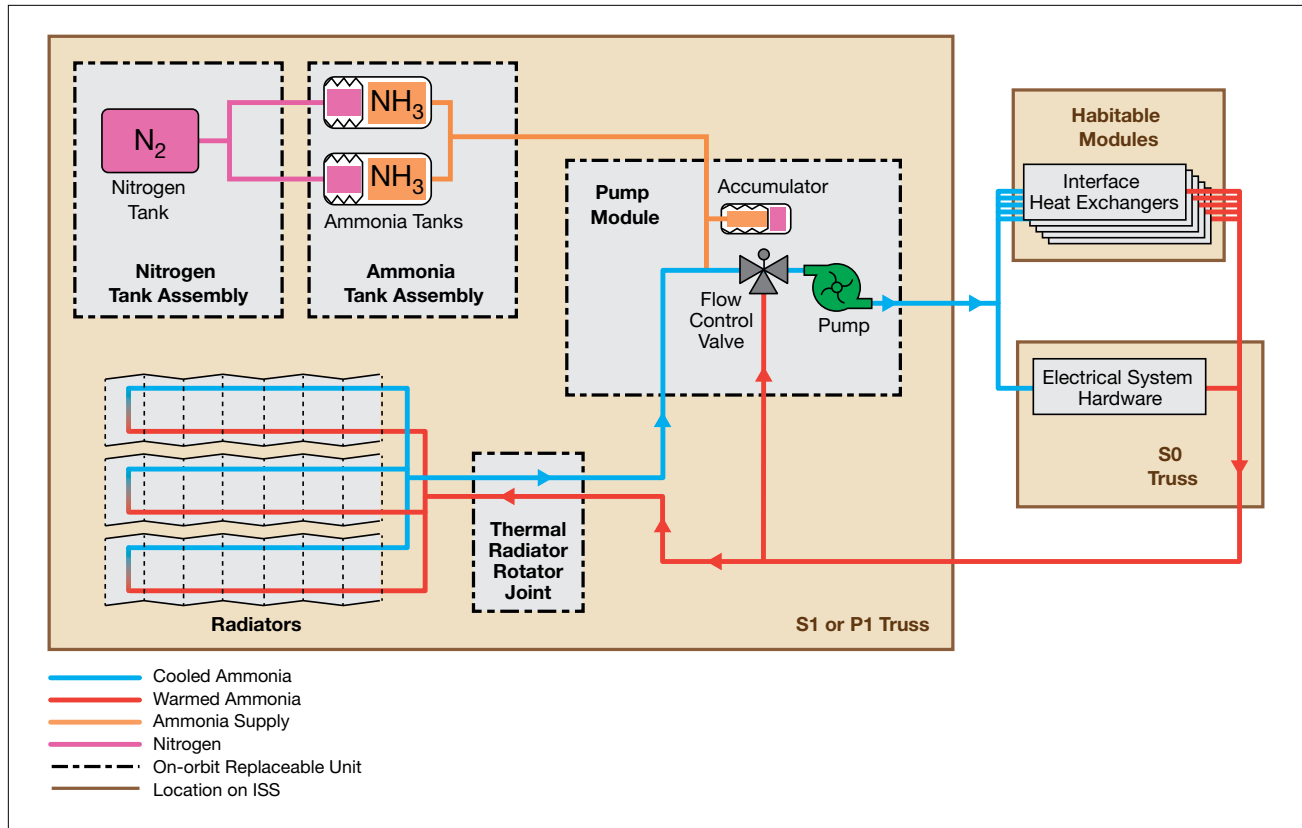 N2
Nitrogen
Tank
Nitrogen
Tank Assembly
NH3
NH3
Ammonia Tanks
Ammonia
Tank Assembly
Pump
Module
Accumulator
Flow
Control
Valve
Pump
Habitable
Modules
Interface
Heat Exchangers
Electrical System
Hardware
S0
Truss
Thermal
Radiator
Rotator
Joint
Radiators
S1 or P1 Truss
Cooled Ammonia
Warmed Ammonia
Ammonia Supply
Nitrogen
On-orbit Replaceable Unit
Location on ISS